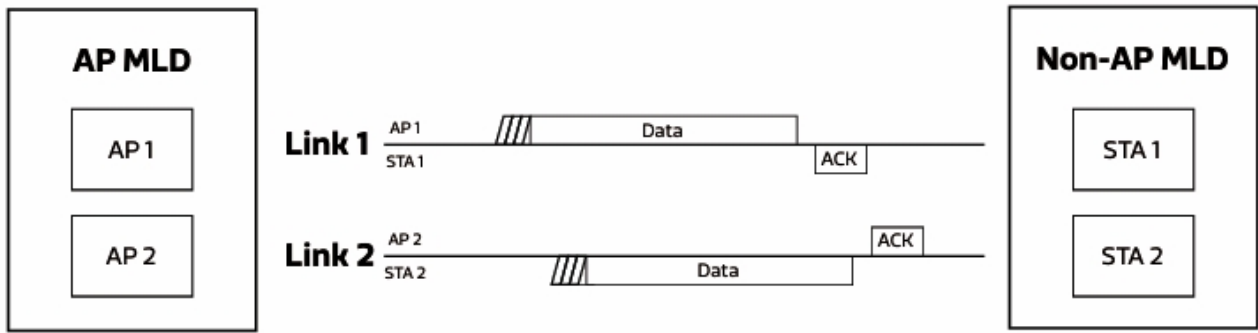 AP MLD
AP 1
AP 2
Link 1
AP 1
STA 1
Data
ACK
Link 2
AP 2
STA 2
Data
ACK
Non-AP MLD
STA 1
STA 2